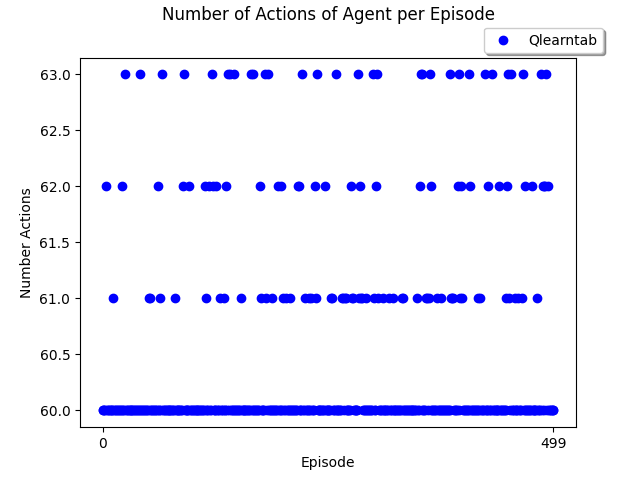 Number of Actions of Agent per Episode
Qlearntab
63.0
62.5
62.0
61.5
61.0
60.5
60.0
Number Actions
0
499
Episode